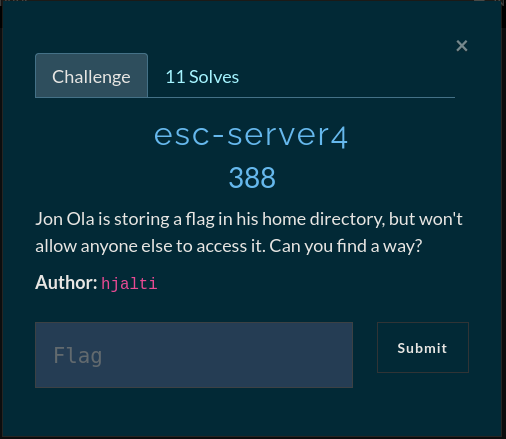 ×
Challenge
11 Solves
esc-server4
388
Jon Ola is storing a flag in his home directory, but won't
allow anyone else to access it. Can you find a way?
Author: hjalti
Flag
Submit